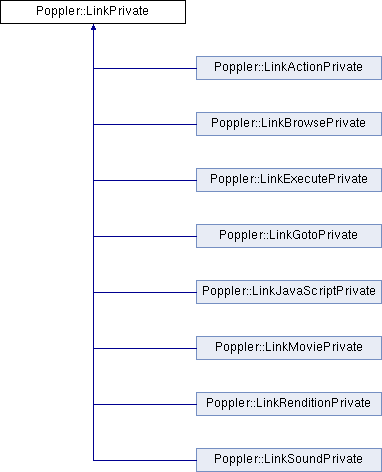 Poppler::LinkPrivate
Poppler::LinkActionPrivate
Poppler::LinkBrowsePrivate
Poppler::LinkExecutePrivate
Poppler::LinkGotoPrivate
Poppler::LinkJavaScriptPrivate
Poppler::LinkMoviePrivate
Poppler::LinkRenditionPrivate
Poppler::LinkSoundPrivate